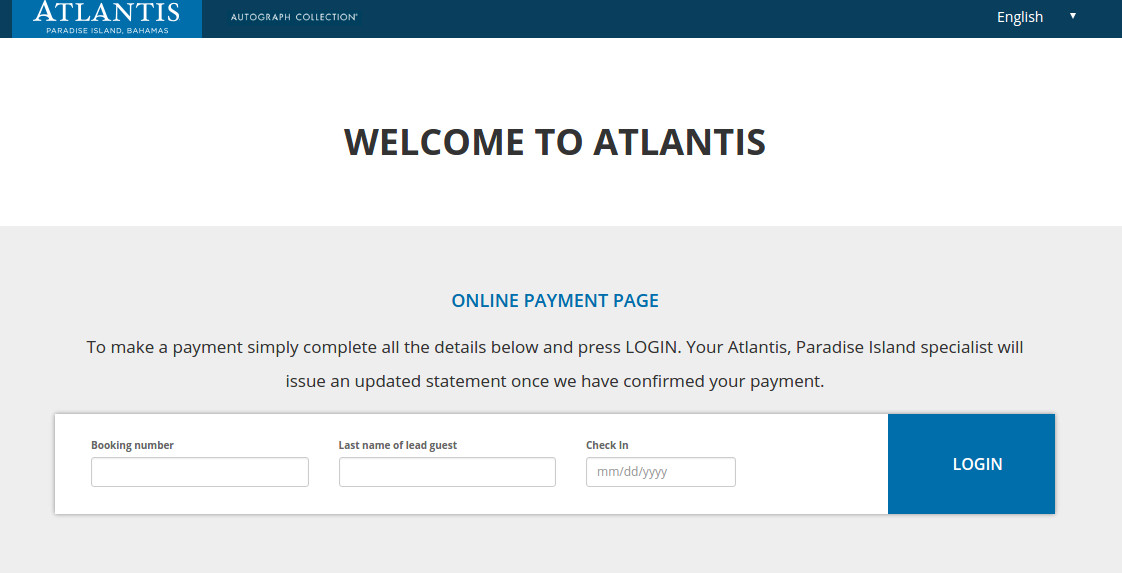 ATLANTIS
PARADISE ISLAND, BAHAMAS
AUTOGRAPH COLLECTION®
English
WELCOME TO ATLANTIS
ONLINE PAYMENT PAGE
To make a payment simply complete all the details below and press LOGIN. Your Atlantis, Paradise Island specialist will
issue an updated statement once we have confirmed your payment.
Booking number
Last name of lead guest
Check In
mm/dd/yyyy
LOGIN